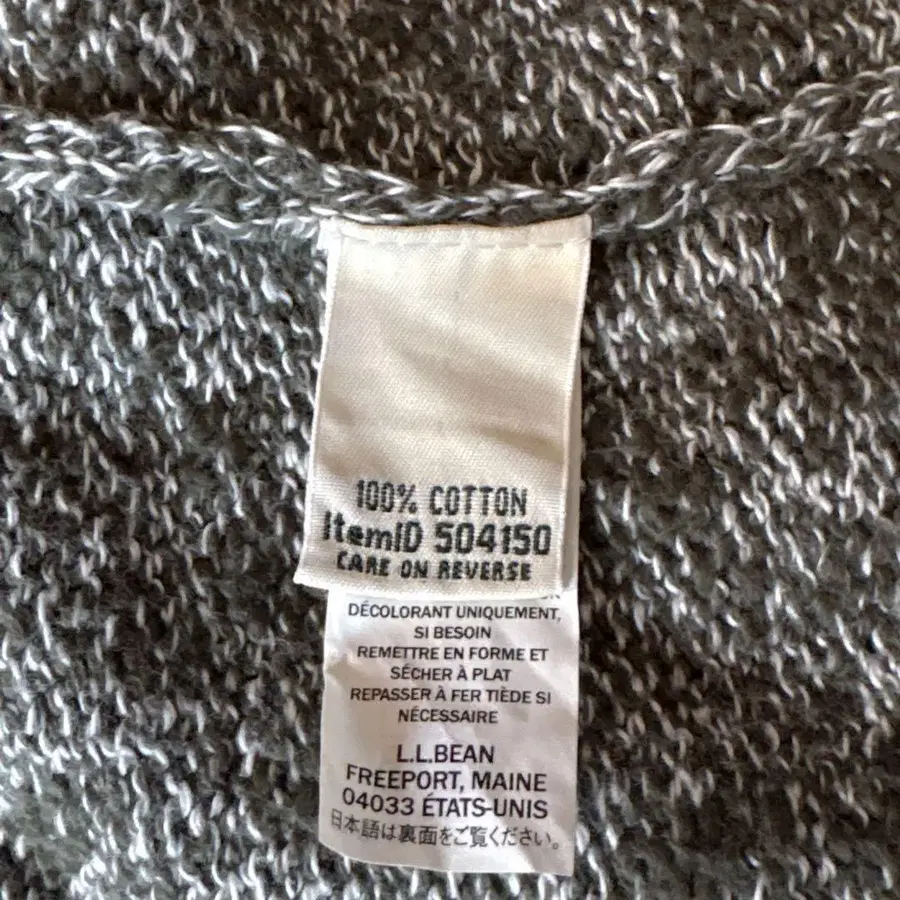 100% COTTON
ItemID 504150
CARE ON REVERSE
DÉCOLORANT UNIQUEMENT,
SI BESOIN
REMETTRE EN FORME ET
SÉCHER À PLAT
REPASSER À FER TIÈDE SI
NÉCESSAIRE
L.L.BEAN
FREEPORT, MAINE
04033 ÉTATS-UNIS
日本語は裏面をご覧ください。